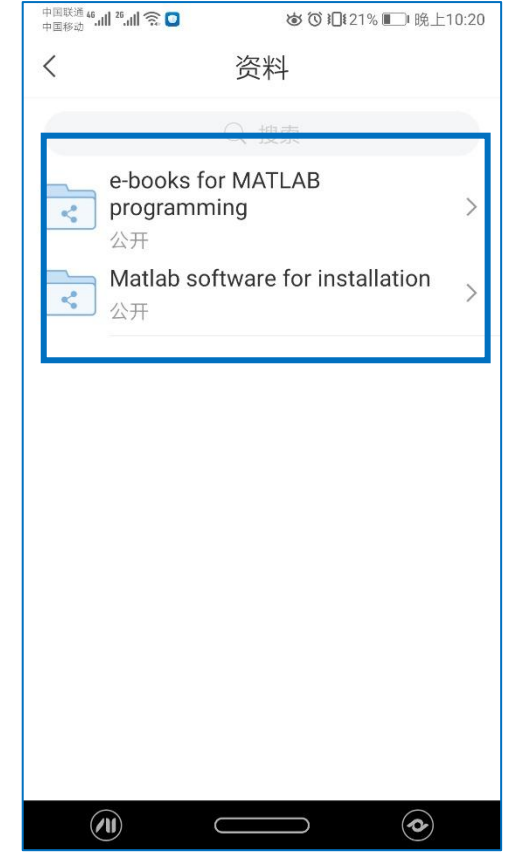 中国联通 4G 2G 21% 晚上10:20
中国移动
资料
搜索
e-books for MATLAB
programming
公开
Matlab software for installation
公开